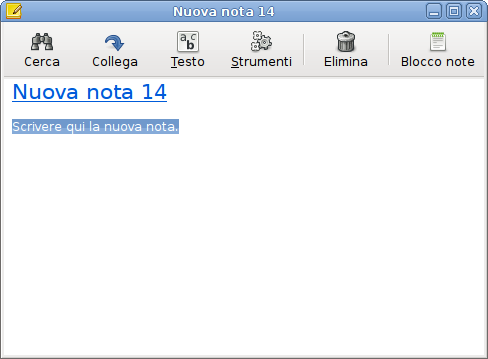 Nuova nota 14
Cerca Collega Testo Strumenti Elimina Blocco note
Nuova nota 14
Scrivere qui la nuova nota.